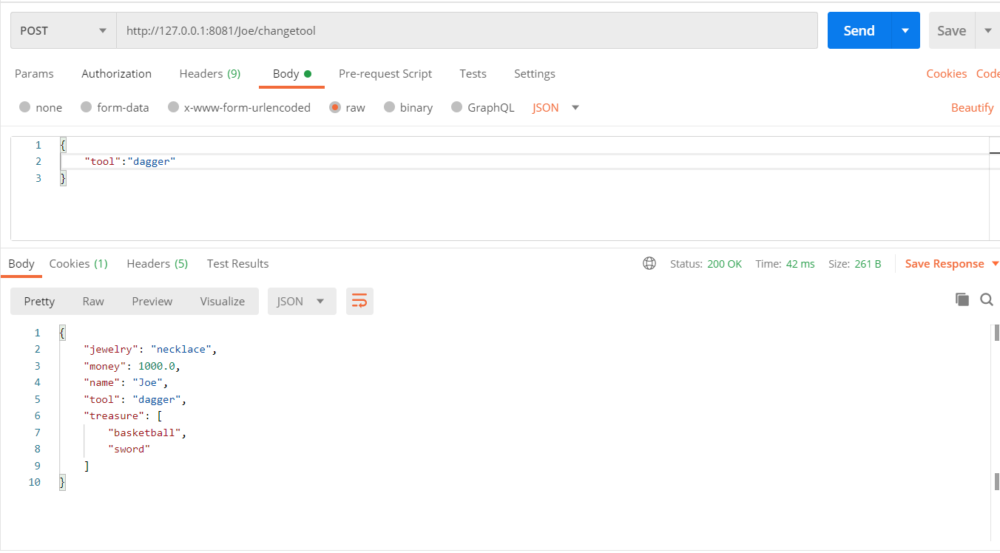 POST http://127.0.0.1:8081/Joe/changetool Send Save
Params Authorization Headers (9) Body Pre-request Script Tests Settings Cookies Code
none form-data x-www-form-urlencoded raw binary GraphQL JSON Beautify
1 {
2 "tool":"dagger"
3 }
Body Cookies (1) Headers (5) Test Results Status: 200 OK Time: 42 ms Size: 261 B Save Response
Pretty Raw Preview Visualize JSON
1 {
2 "jewelry": "necklace",
3 "money": 1000.0,
4 "name": "Joe",
5 "tool": "dagger",
6 "treasure": [
7 "basketball",
8 "sword"
9 ]
10 }